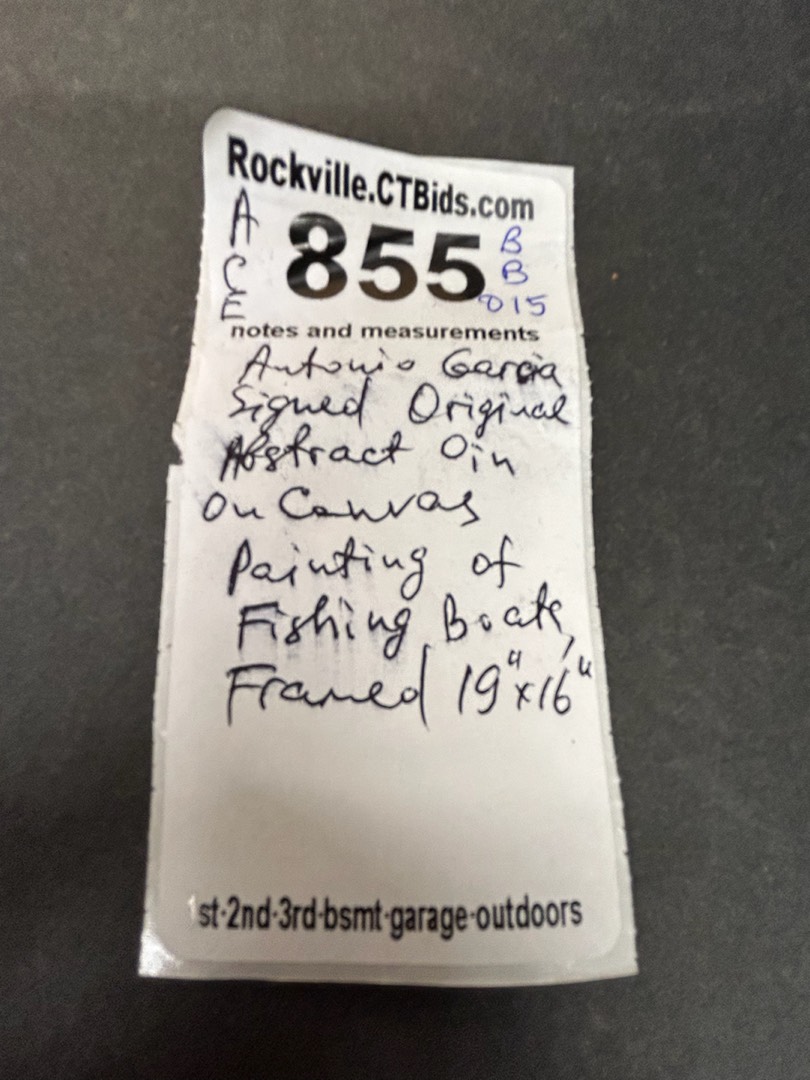 Rockville.CTBids.com
A
C
E
855
B
B
015
notes and measurements
Antonio Garcia
Signed Original
Abstract Oin
on Canvas
Painting of
Fishing Boats,
Framed 19"x16"
1st·2nd·3rd·bsmt·garage·outdoors